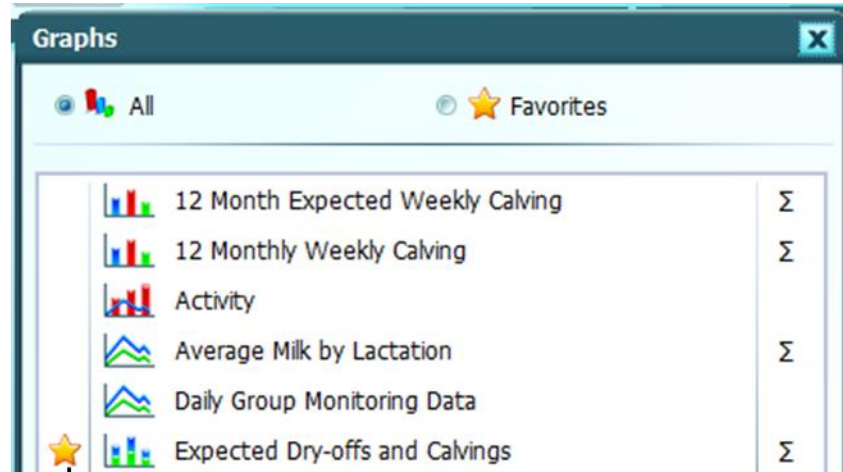 Graphs
All Favorites
12 Month Expected Weekly Calving Σ
12 Monthly Weekly Calving Σ
Activity
Average Milk by Lactation Σ
Daily Group Monitoring Data
Expected Dry-offs and Calvings Σ